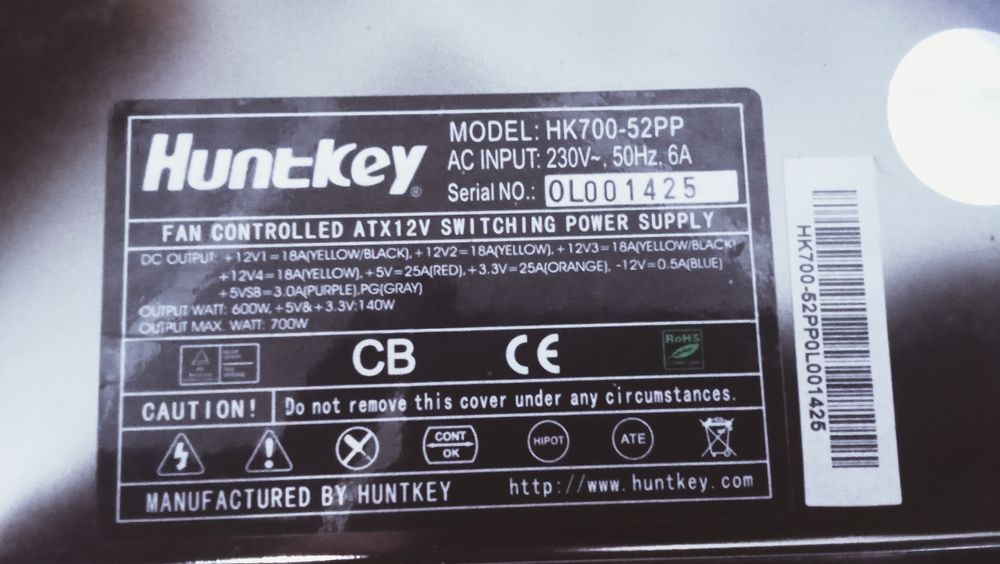 Huntkey®
MODEL: HK700-52PP
AC INPUT: 230V~, 50Hz, 6A
Serial NO.: 0L001425
FAN CONTROLLED ATX12V SWITCHING POWER SUPPLY
DC OUTPUT: +12V1=18A(YELLOW/BLACK), +12V2=18A(YELLOW), +12V3=18A(YELLOW/BLACK)
+12V4=18A(YELLOW), +5V=25A(RED), +3.3V=25A(ORANGE), -12V=0.5A(BLUE)
+5VSB=3.0A(PURPLE),PG(GRAY)
OUTPUT WATT: 600W, +5V&+3.3V:140W
OUTPUT MAX. WATT: 700W
CB CE RoHS
CAUTION! Do not remove this cover under any circumstances.
CONT OK HIPOT ATE
MANUFACTURED BY HUNTKEY http://www.huntkey.com
HK700-52PP0L001425